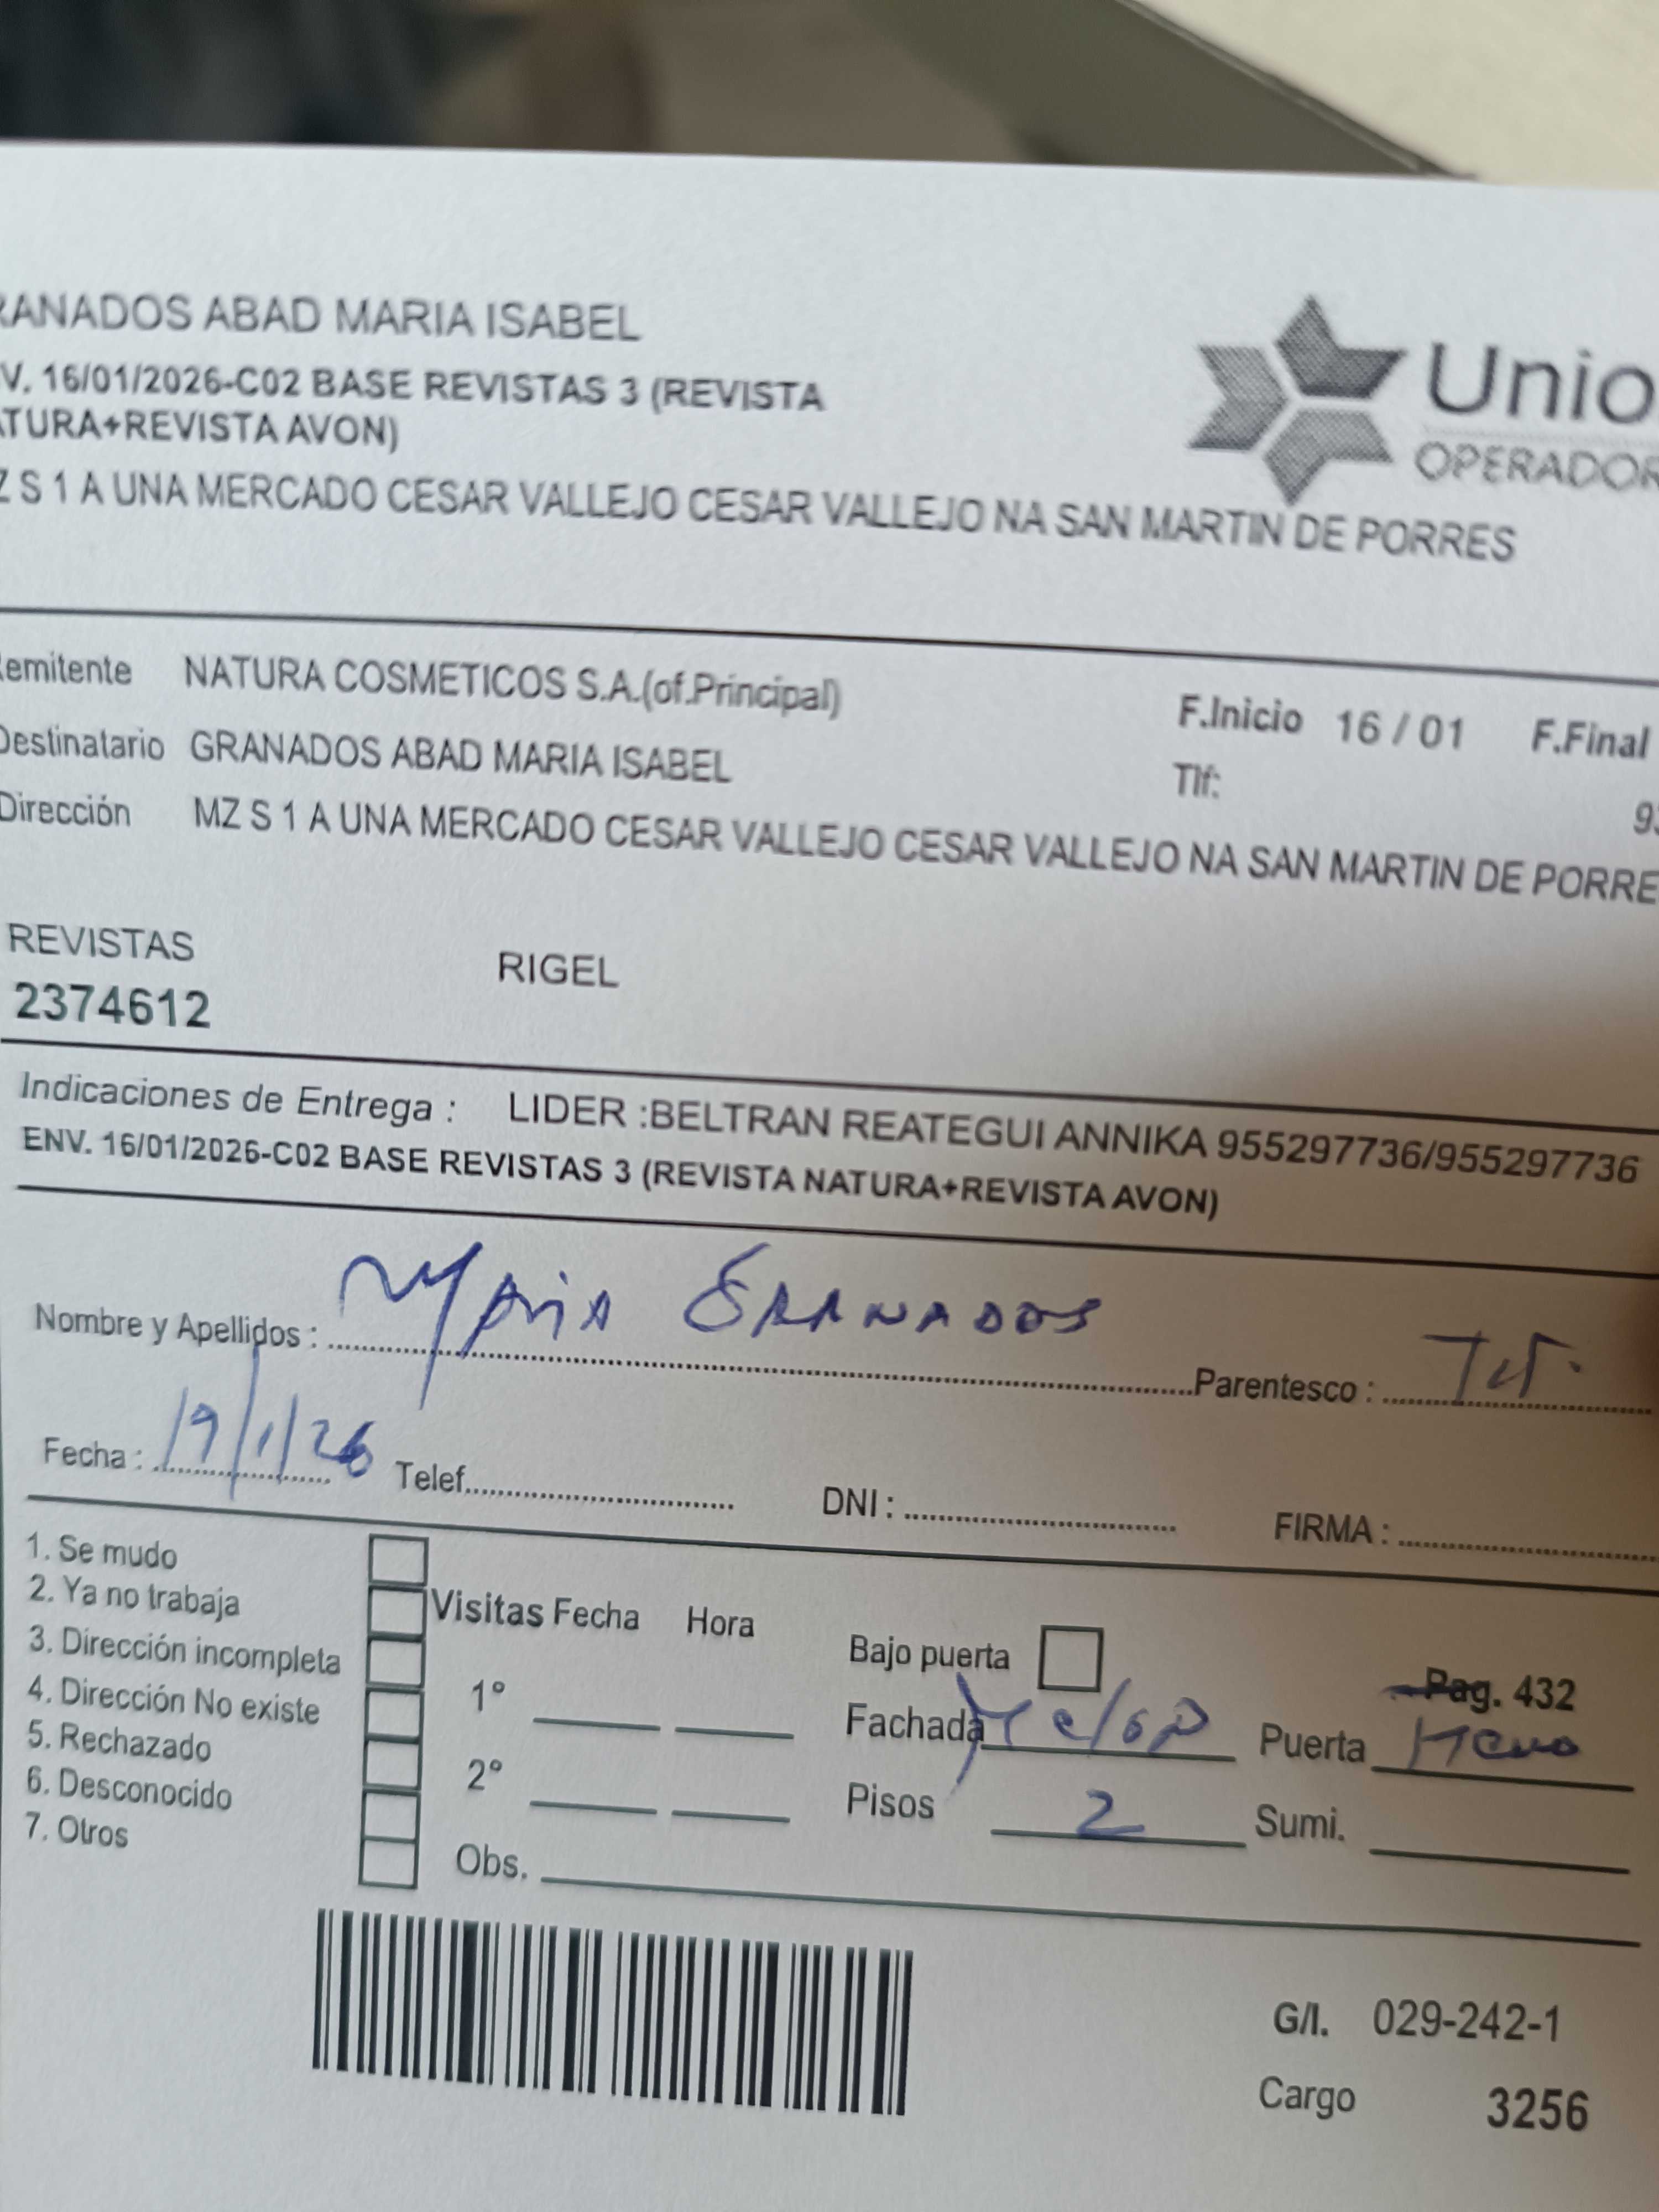 RANADOS ABAD MARIA ISABEL
V. 16/01/2026-C02 BASE REVISTAS 3 (REVISTA
ATURA+REVISTA AVON)
Z S 1 A UNA MERCADO CESAR VALLEJO CESAR VALLEJO NA SAN MARTIN DE PORRES
Unio
OPERADOR
Remitente NATURA COSMETICOS S.A.(of.Principal)
F.Inicio 16 / 01 F.Final
Destinatario GRANADOS ABAD MARIA ISABEL
Tlf:
93
Dirección MZ S 1 A UNA MERCADO CESAR VALLEJO CESAR VALLEJO NA SAN MARTIN DE PORRE
REVISTAS RIGEL
2374612
Indicaciones de Entrega : LIDER :BELTRAN REATEGUI ANNIKA 955297736/955297736
ENV. 16/01/2026-C02 BASE REVISTAS 3 (REVISTA NATURA+REVISTA AVON)
Nombre y Apellidos : MARIA GRANADOS Parentesco : Tit.
Fecha : 19/1/26 Telef. DNI : FIRMA :
1. Se mudo
2. Ya no trabaja
3. Dirección incompleta
4. Dirección No existe
5. Rechazado
6. Desconocido
7. Otros
Visitas Fecha Hora
1°
2°
Obs.
Bajo puerta
Pag. 432
Fachada Puerta
Pisos 2 Sumi.
G/I. 029-242-1
Cargo 3256